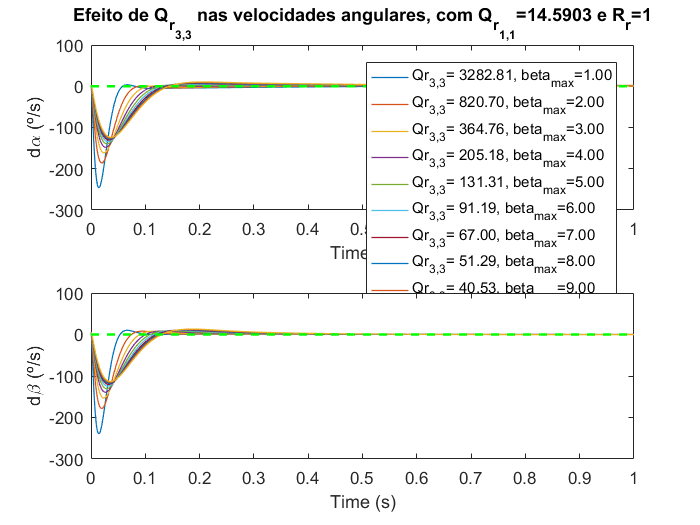 Efeito de Qr3,3 nas velocidades angulares, com Qr1,1 =14.5903 e Rr=1
100
0
-100
-200
-300
dα (º/s)
Qr3,3= 3282.81, betamax=1.00
Qr3,3= 820.70, betamax=2.00
Qr3,3= 364.76, betamax=3.00
Qr3,3= 205.18, betamax=4.00
Qr3,3= 131.31, betamax=5.00
Qr3,3= 91.19, betamax=6.00
Qr3,3= 67.00, betamax=7.00
Qr3,3= 51.29, betamax=8.00
Qr3,3= 40.53, beta =9.00
0 0.1 0.2 0.3 0.4 0.5 1
Time
100
0
-100
-200
-300
dβ (º/s)
0 0.1 0.2 0.3 0.4 0.5 0.6 0.7 0.8 0.9 1
Time (s)